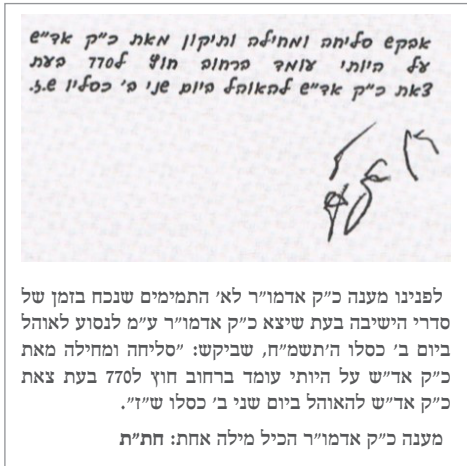 אבקש סליחה ומחילה ותיקון מאת כ"ק אד"ש
על היותי עומד ברחוב חוץ ל770 בעת
צאת כ"ק אד"ש להאוהל ביום שני ב' כסליו ש.ז.
לפנינו מענה כ"ק אדמו"ר לא' התמימים שנכח בזמן של
סדרי הישיבה בעת שיצא כ"ק אדמו"ר ע"מ לנסוע לאוהל
ביום ב' כסלו ה'תשמ"ח, שביקש: "סליחה ומחילה מאת
כ"ק אד"ש על היותי עומד ברחוב חוץ ל770 בעת צאת
כ"ק אד"ש להאוהל ביום שני ב' כסלו ש"ז".
מענה כ"ק אדמו"ר הכיל מילה אחת: חת"ת